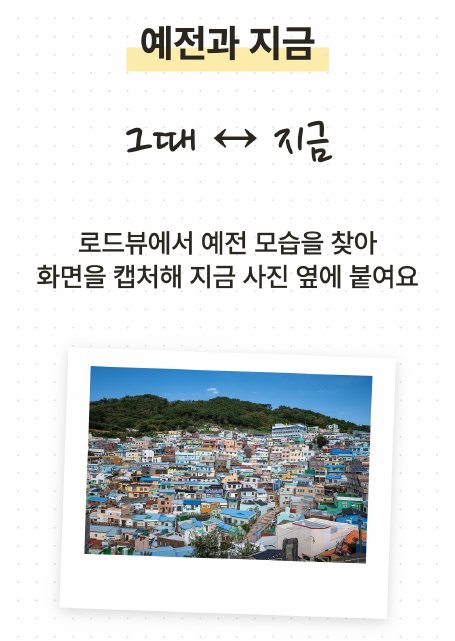 예전과 지금
그때 ↔ 지금
로드뷰에서 예전 모습을 찾아
화면을 캡처해 지금 사진 옆에 붙여요